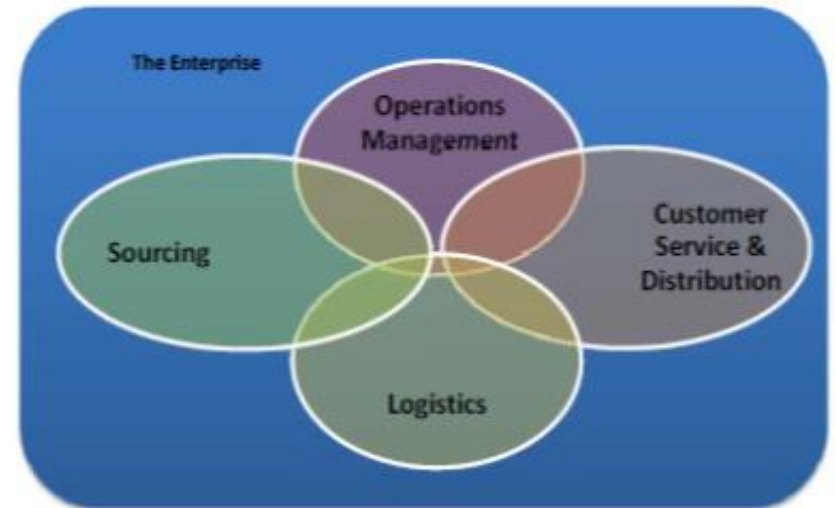 The Enterprise
Operations
Management
Sourcing
Customer
Service &
Distribution
Logistics